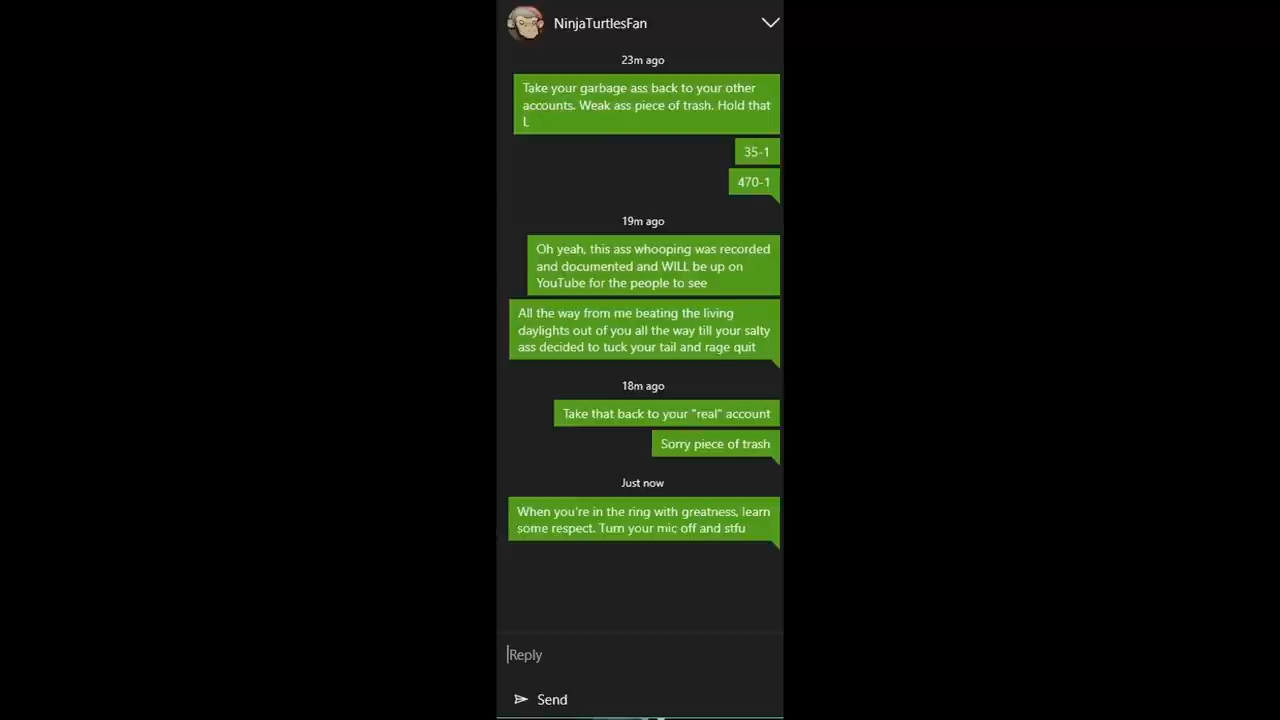 NinjaTurtlesFan
23m ago
Take your garbage ass back to your other
accounts. Weak ass piece of trash. Hold that
L
35-1
470-1
19m ago
Oh yeah, this ass whooping was recorded
and documented and WILL be up on
YouTube for the people to see
All the way from me beating the living
daylights out of you all the way till your salty
ass decided to tuck your tail and rage quit
18m ago
Take that back to your "real" account
Sorry piece of trash
Just now
When you're in the ring with greatness, learn
some respect. Turn your mic off and stfu
Reply
Send